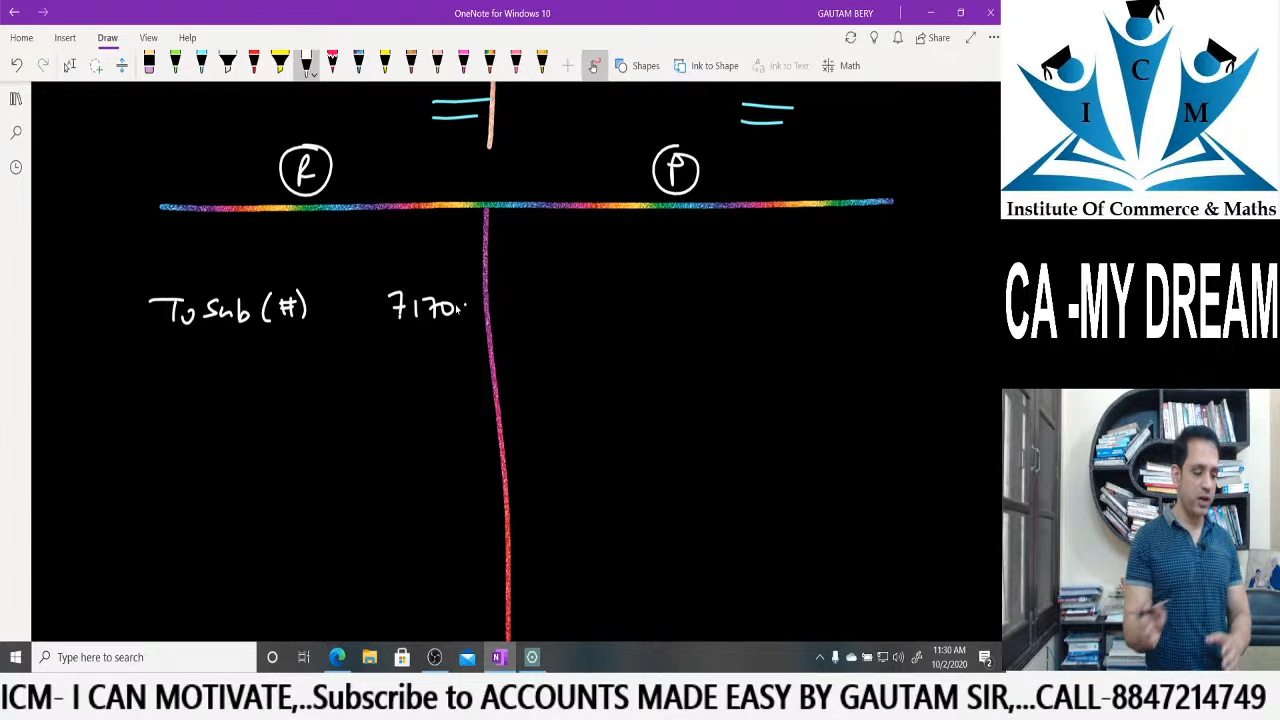 OneNote for Windows 10
GAUTAM BERY
Home Insert Draw View Help
Share
Shapes
Ink to Shape
Ink to Text
Math
R
P
To Sub (#) 7170
I C M
Institute Of Commerce & Maths
CA -MY DREAM
Type here to search
11:30 AM
10/2/2020
2
ICM- I CAN MOTIVATE,..Subscribe to ACCOUNTS MADE EASY BY GAUTAM SIR,...CALL-8847214749